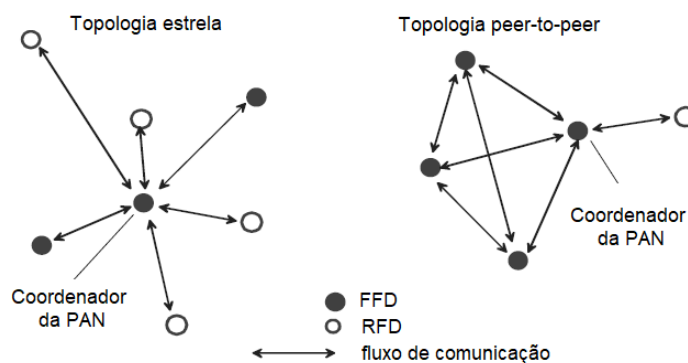 Topologia estrela
Topologia peer-to-peer
Coordenador
da PAN
Coordenador
da PAN
FFD
RFD
fluxo de comunicação